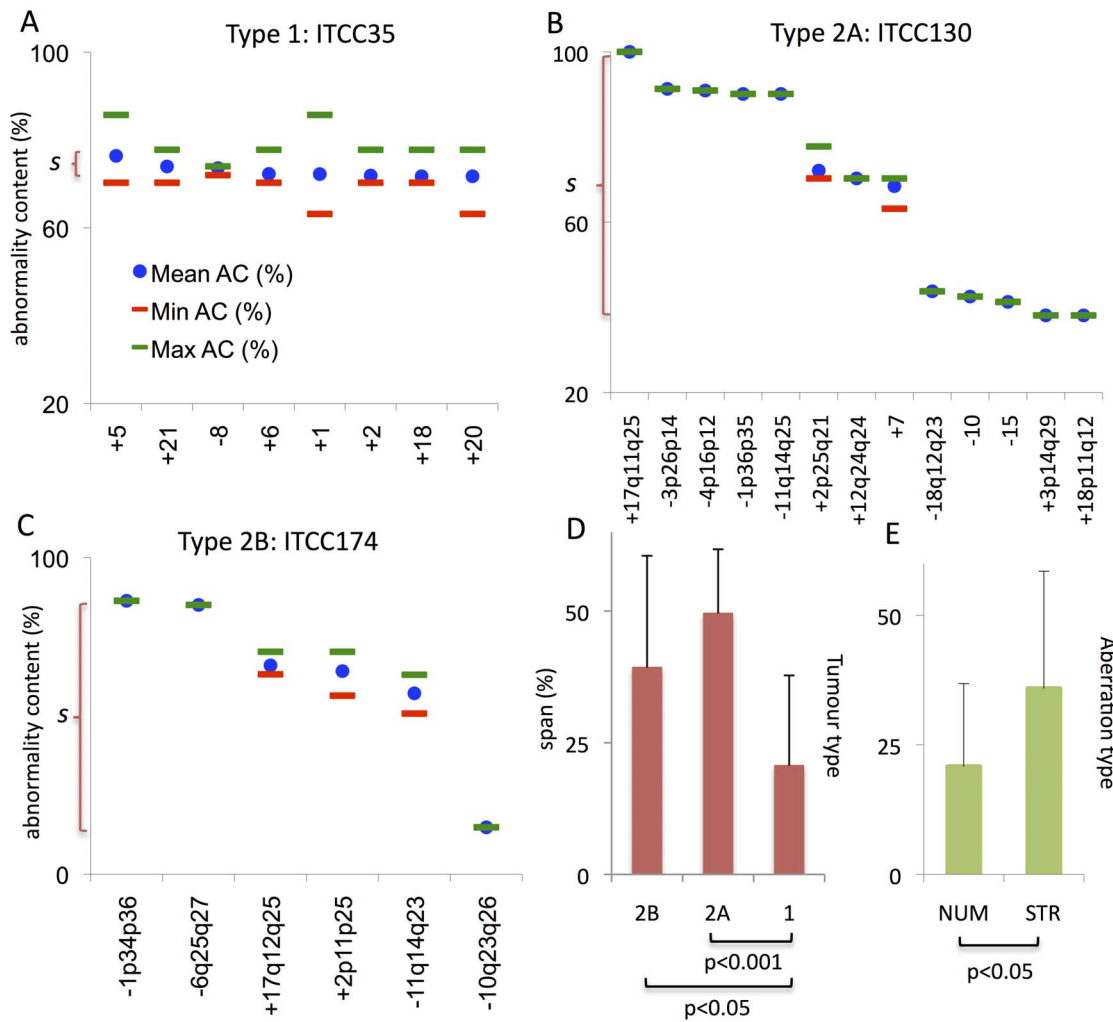 A
Type 1: ITCC35
100
60
20
abnormality content (%)
s
Mean AC (%)
Min AC (%)
Max AC (%)
+5
+21
-8
+6
+1
+2
+18
+20
B
Type 2A: ITCC130
100
60
20
s
+17q11q25
-3p26p14
-4p16p12
-1p36p35
-11q14q25
+2p25q21
+12q24q24
+7
-18q12q23
-10
-15
+3p14q29
+18p11q12
C
Type 2B: ITCC174
100
0
abnormality content (%)
s
-1p34p36
-6q25q27
+17q12q25
+2p11p25
-11q14q23
-10q23q26
D
50
25
0
span (%)
Tumour type
2B
2A
1
p<0.001
p<0.05
E
50
25
0
Aberration type
NUM
STR
p<0.05